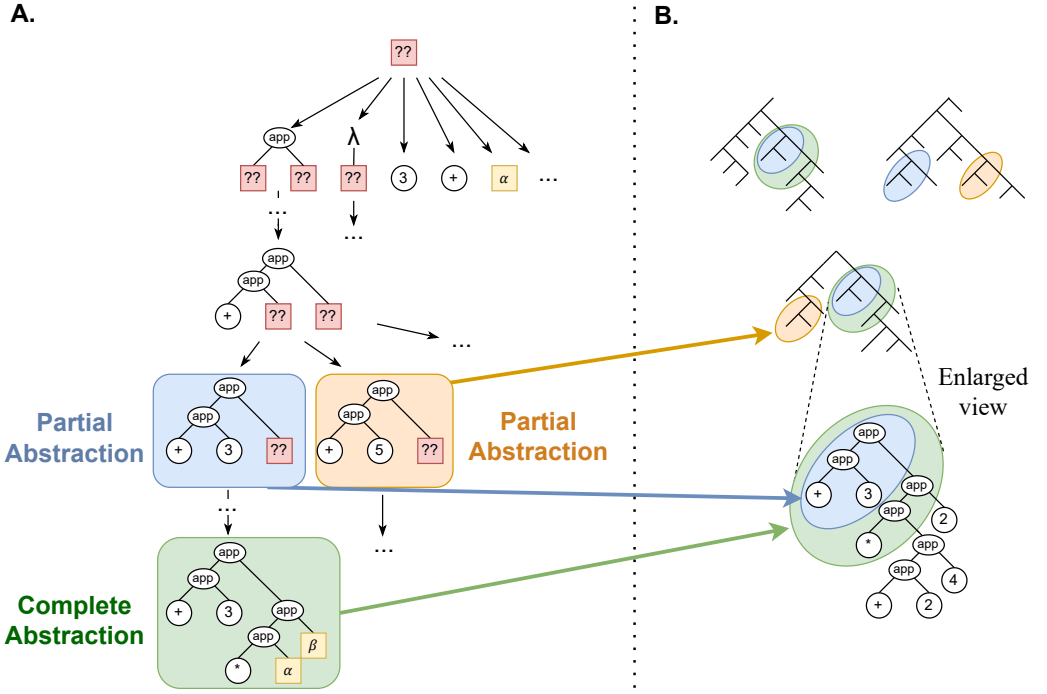 A.
B.
??
app
λ
?? ?? ?? 3 + α ...
...
...
app
app
+ ?? ??
...
Partial
Abstraction
app
app
+ 3 ??
app
app
+ 5 ??
Partial
Abstraction
...
...
Complete
Abstraction
app
app
+ 3 app
app β
* α
Enlarged
view
app
app
+ 3 app
app 2
* app
app 4
+ 2